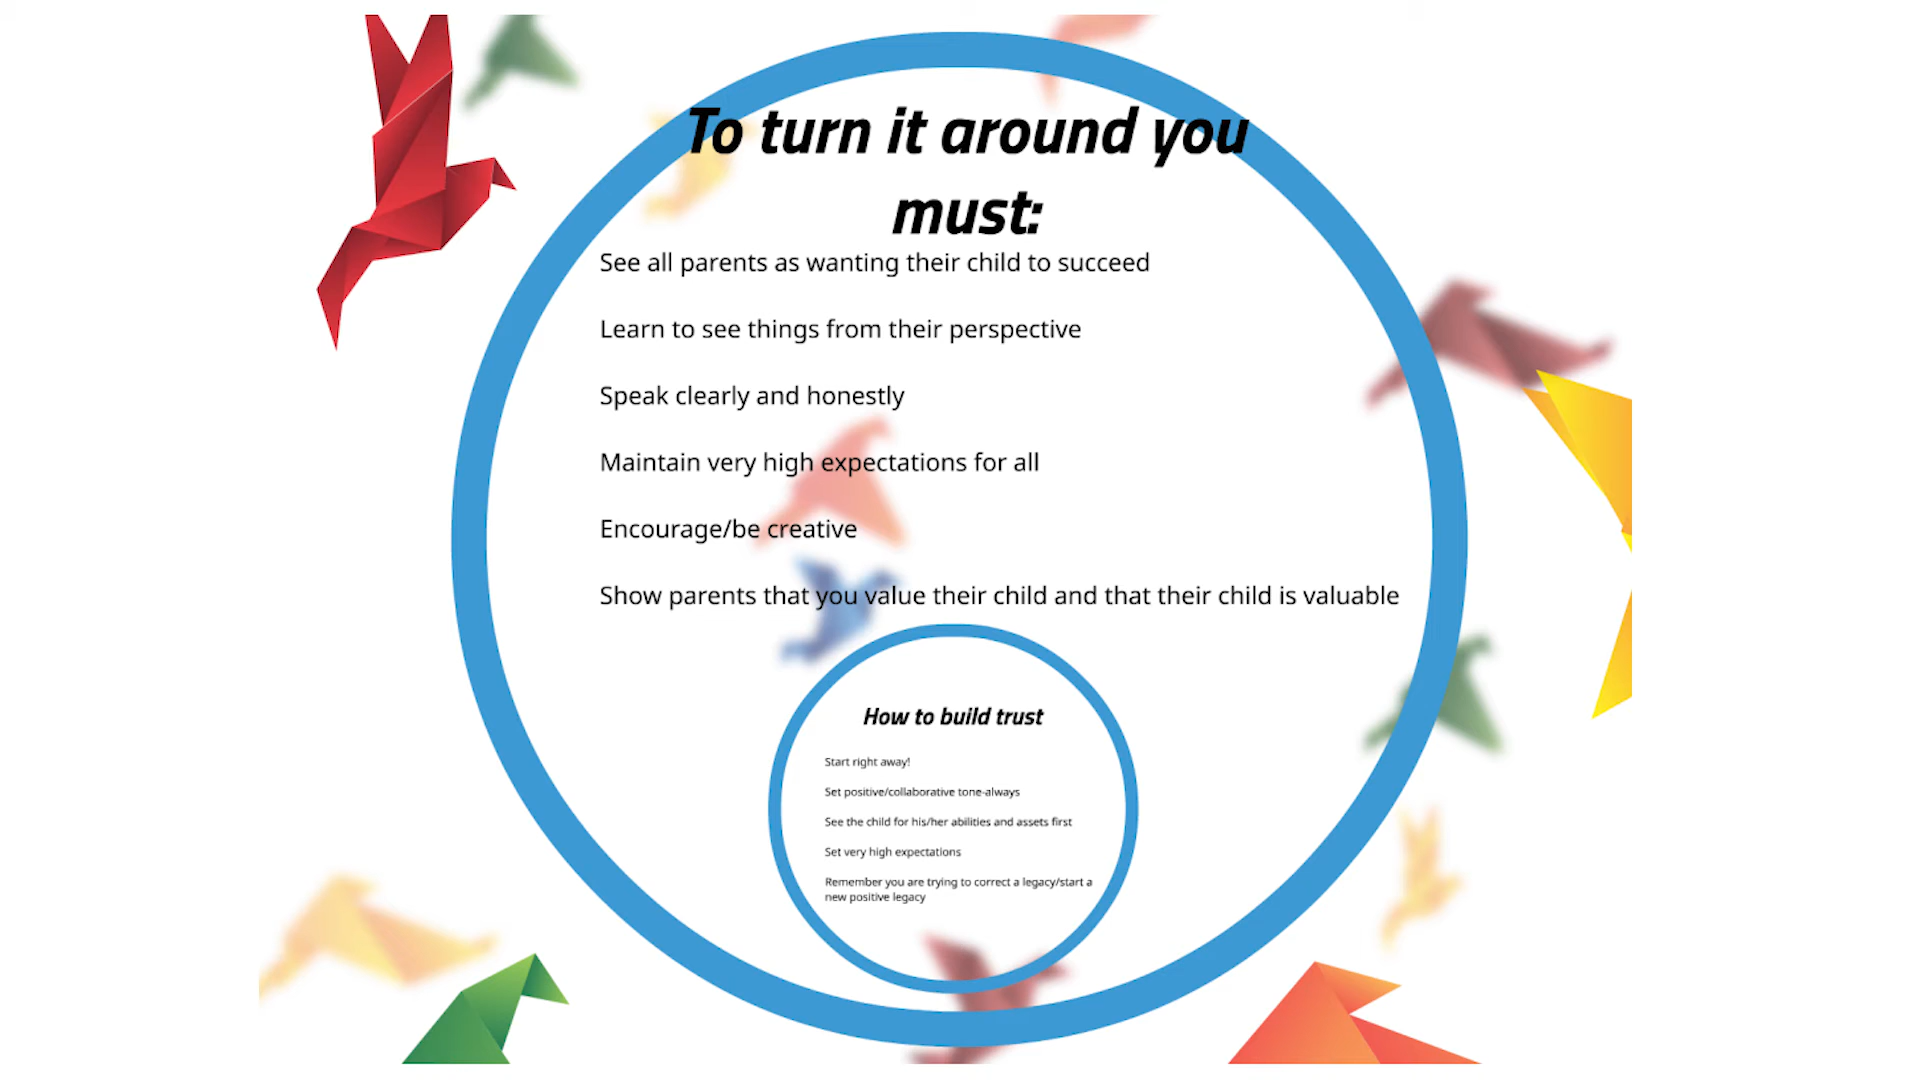 To turn it around you
must:
See all parents as wanting their child to succeed
Learn to see things from their perspective
Speak clearly and honestly
Maintain very high expectations for all
Encourage/be creative
Show parents that you value their child and that their child is valuable
How to build trust
Start right away!
Set positive/collaborative tone-always
See the child for his/her abilities and assets first
Set very high expectations
Remember you are trying to correct a legacy/start a
new positive legacy